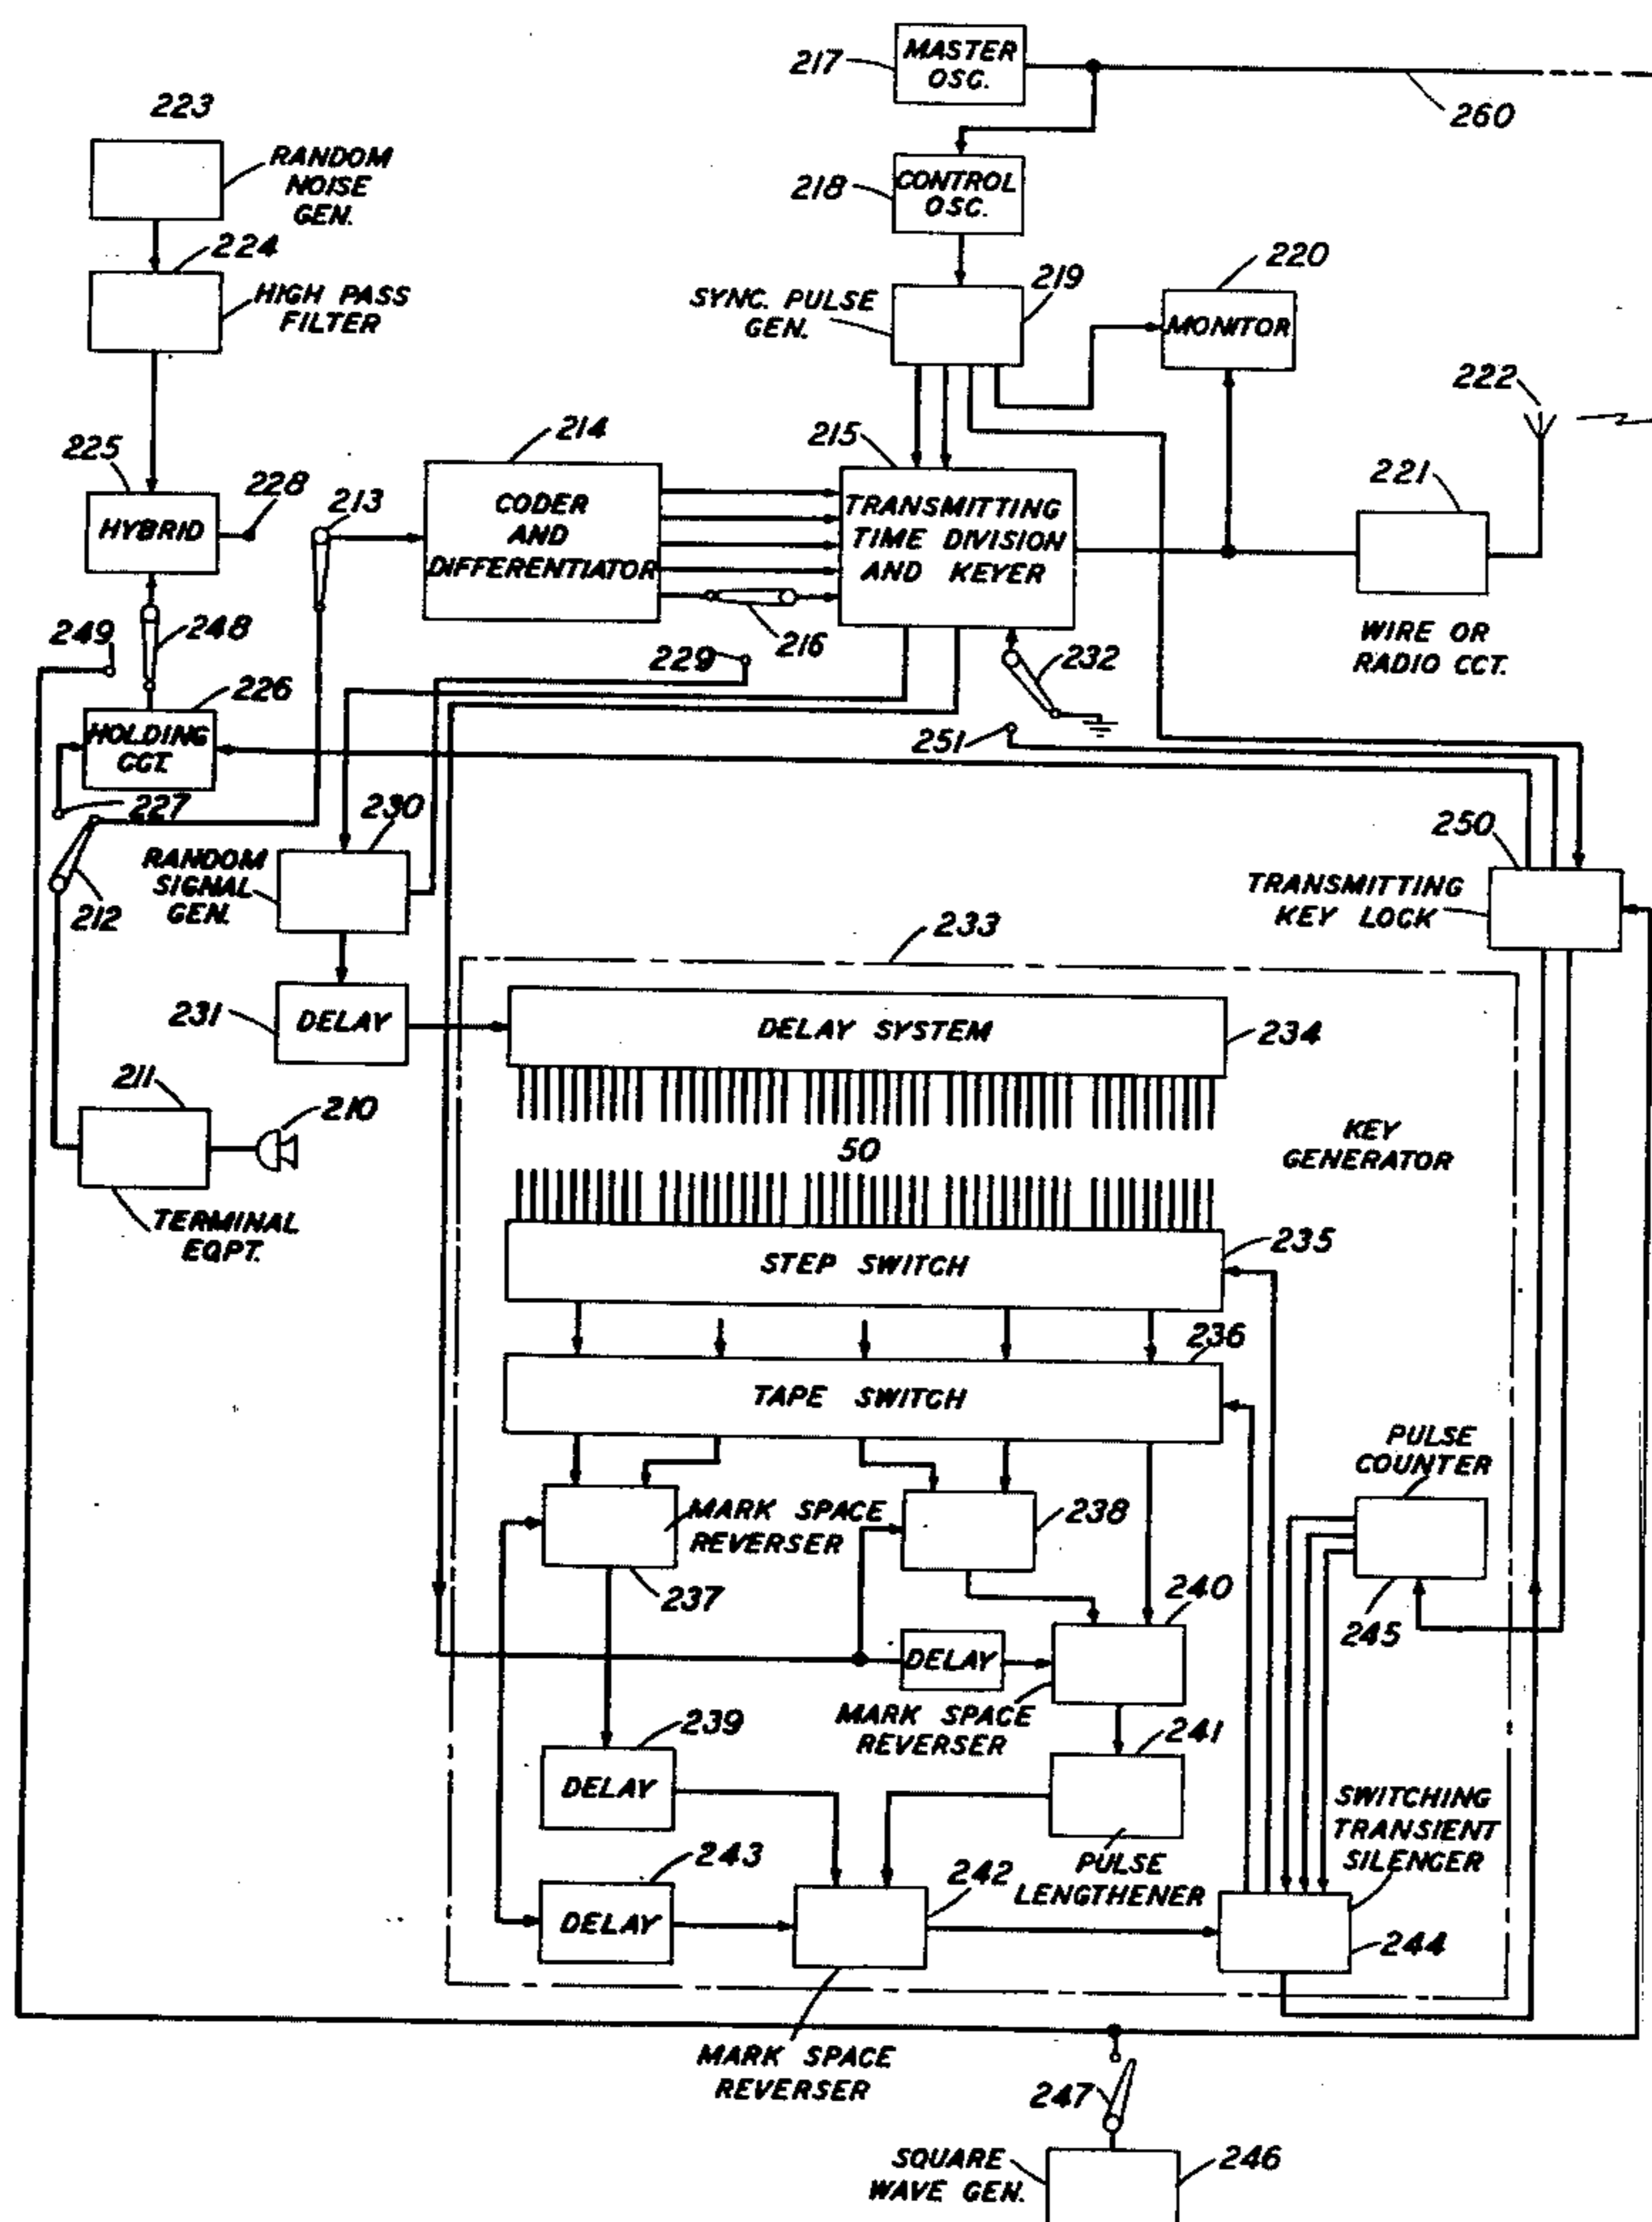 217
MASTER
OSC.
260
223
RANDOM
NOISE
GEN.
218
CONTROL
OSC.
224
HIGH PASS
FILTER
SYNC. PULSE
GEN.
219
220
MONITOR
222
225
HYBRID
228
213
214
CODER
AND
DIFFERENTIATOR
215
TRANSMITTING
TIME DIVISION
AND KEYER
221
WIRE OR
RADIO CCT.
249
248
216
229
232
226
HOLDING
CCT.
251
227
230
250
RANDOM
SIGNAL
GEN.
212
TRANSMITTING
KEY LOCK
233
231
DELAY
DELAY SYSTEM
234
211
210
50
KEY
GENERATOR
TERMINAL
EQPT.
STEP SWITCH
235
236
TAPE SWITCH
PULSE
COUNTER
MARK SPACE
REVERSER
238
237
240
245
DELAY
MARK SPACE
REVERSER
239
241
DELAY
SWITCHING
TRANSIENT
SILENCER
243
PULSE
LENGTHENER
242
DELAY
244
MARK SPACE
REVERSER
247
SQUARE
WAVE GEN.
246